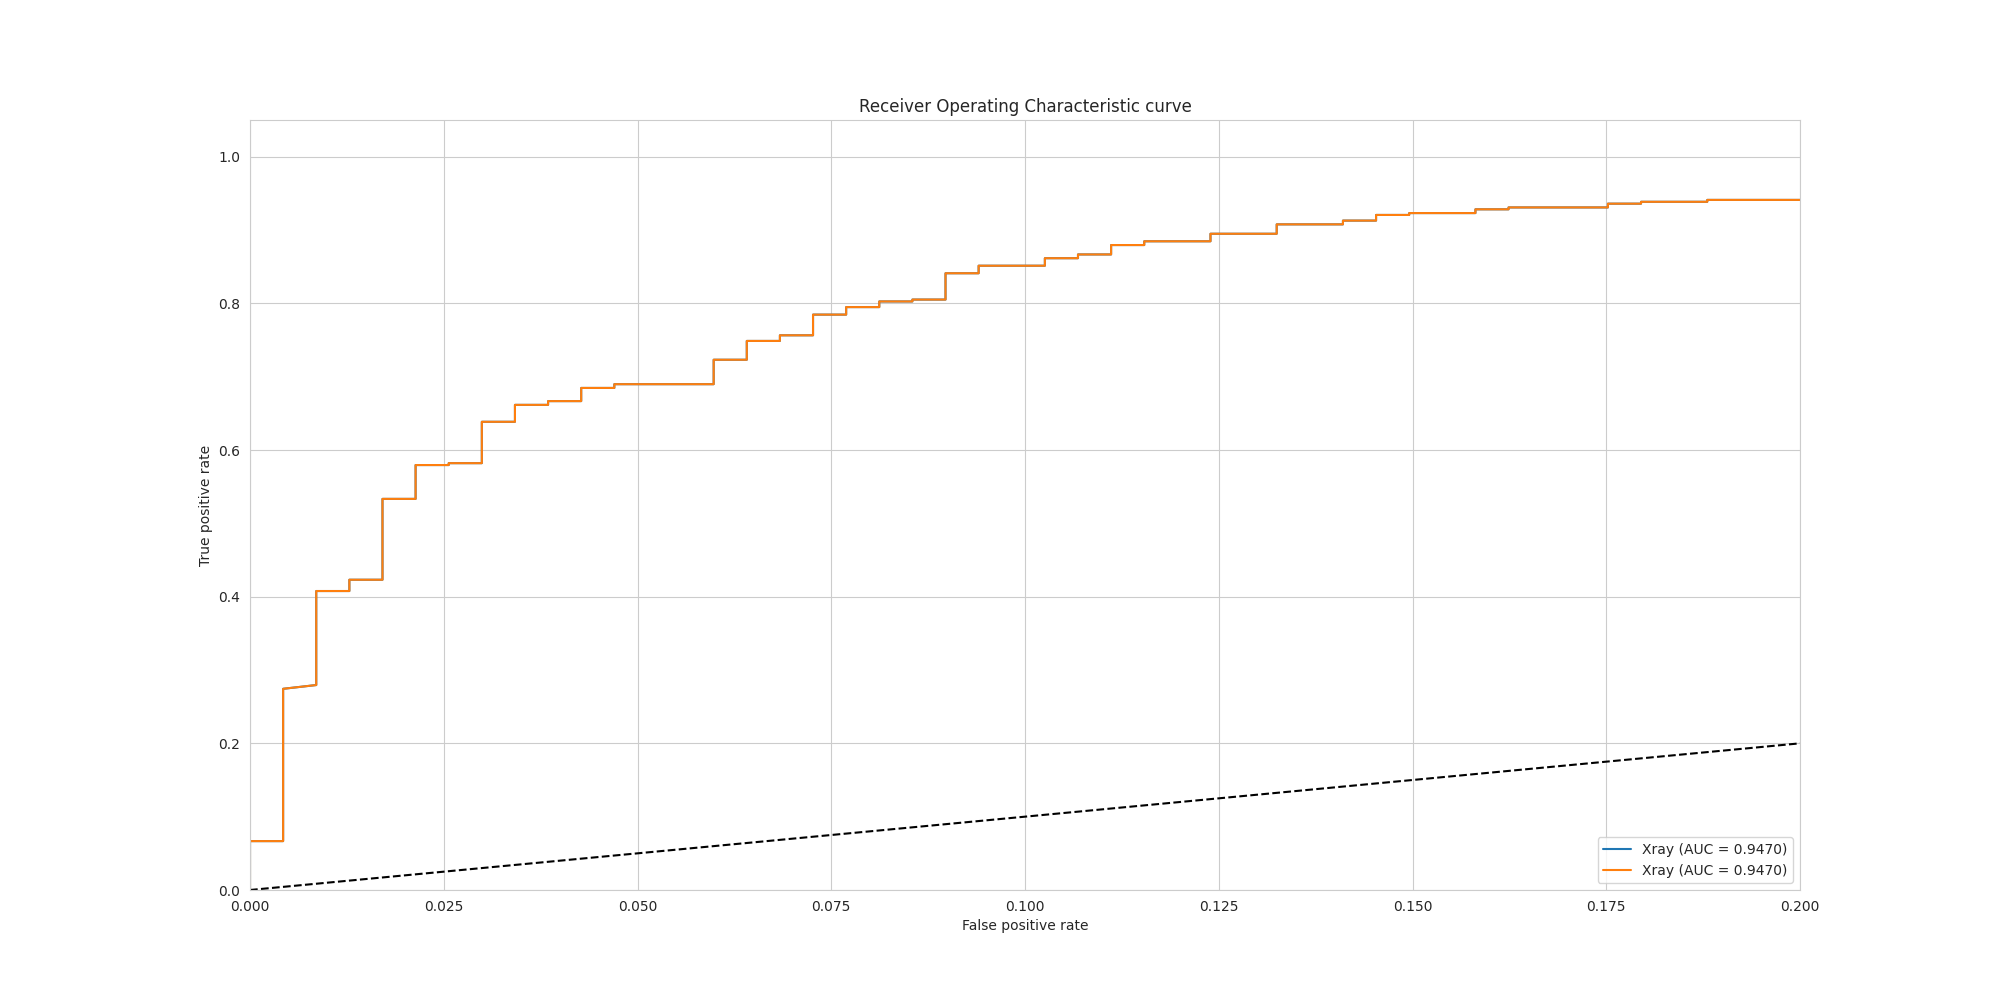 Receiver Operating Characteristic curve
1.0
0.8
0.6
0.4
0.2
0.0
True positive rate
0.000 0.025 0.050 0.075 0.100 0.125 0.150 0.175 0.200
False positive rate
Xray (AUC = 0.9470)
Xray (AUC = 0.9470)